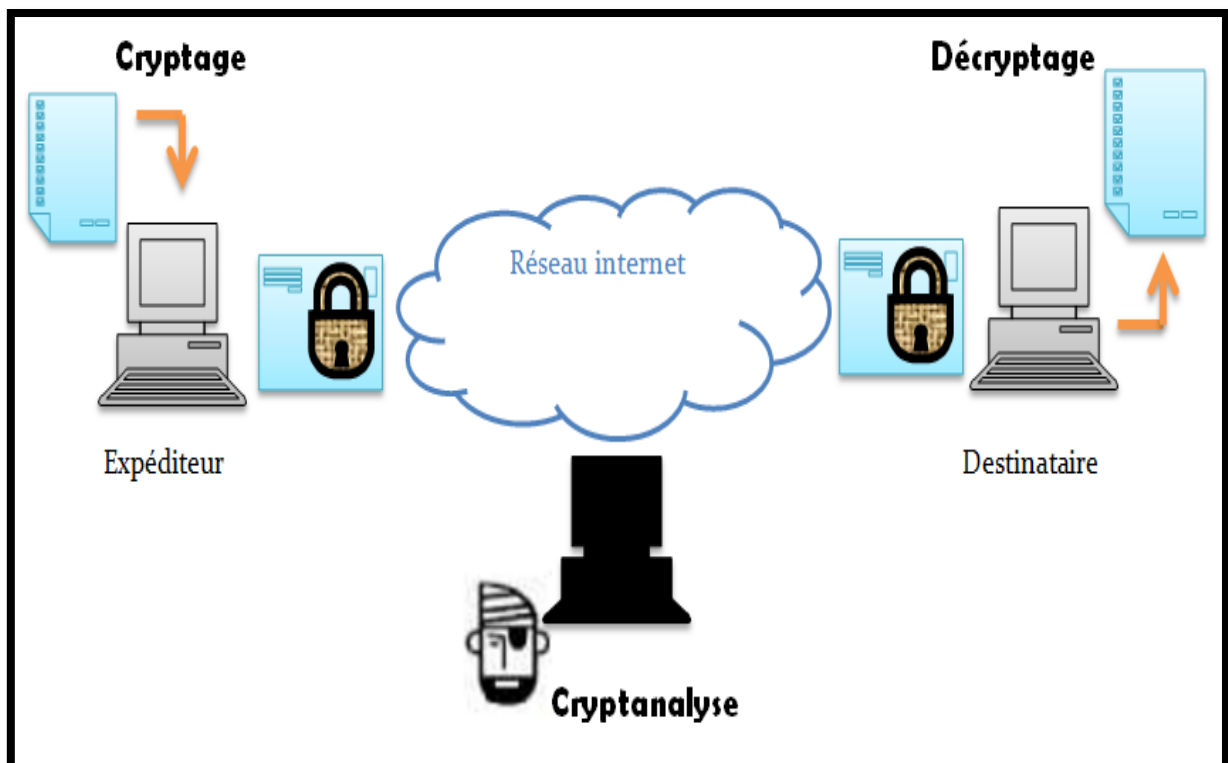 Cryptage
Décryptage
Réseau internet
Expéditeur
Destinataire
Cryptanalyse